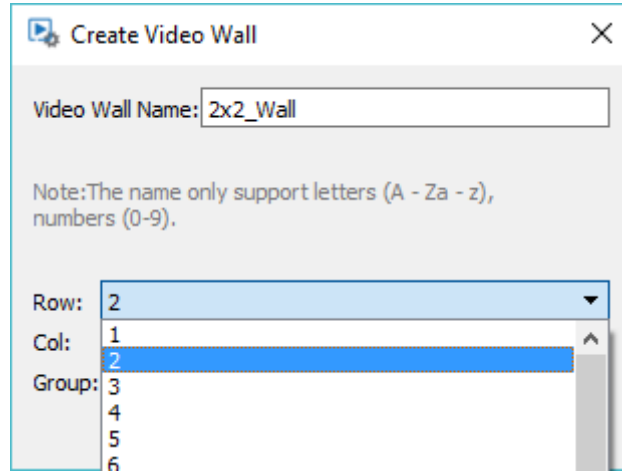 Create Video Wall
Video Wall Name: 2x2_Wall
Note:The name only support letters (A - Za - z),
numbers (0-9).
Row: 2
Col:
1
2
Group:
3
4
5
6